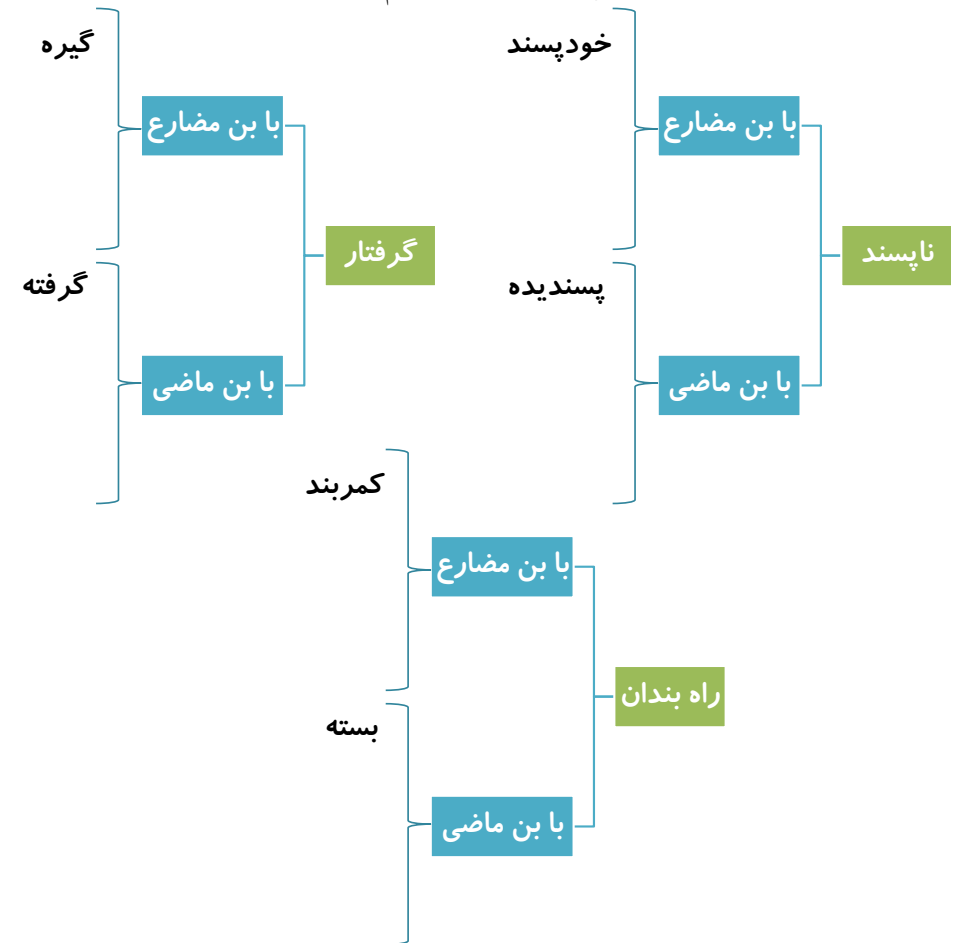 خودپسند
گیره
با بن مضارع
با بن مضارع
ناپسند
گرفتار
پسندیده
گرفته
با بن ماضی
با بن ماضی
کمربند
با بن مضارع
راه بندان
بسته
با بن ماضی